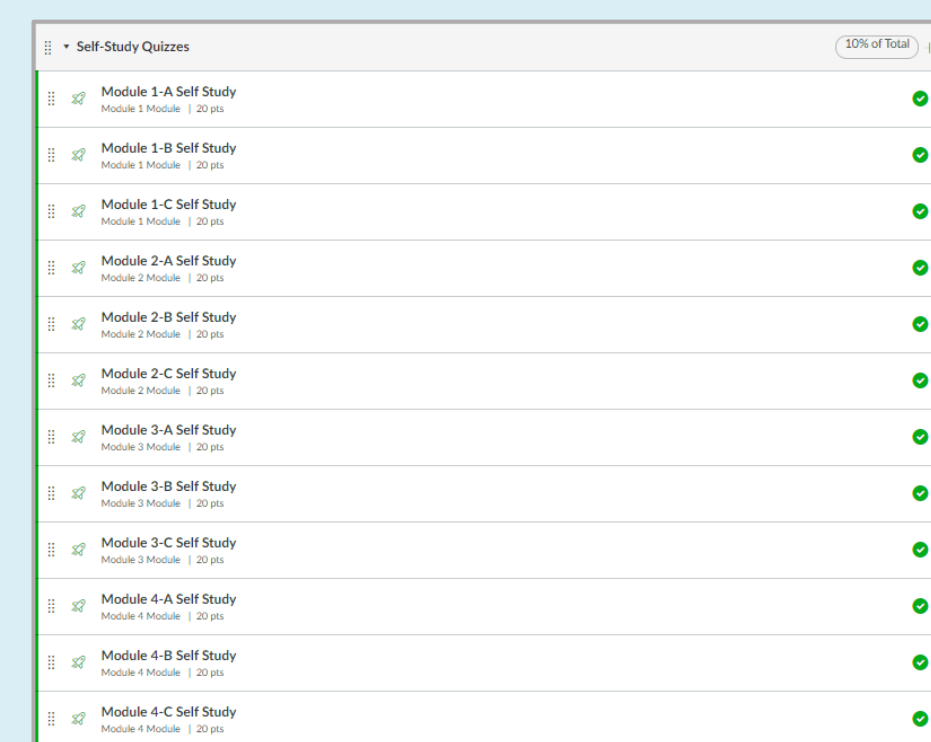 Self-Study Quizzes
10% of Total
Module 1-A Self Study
Module 1 Module | 20 pts
Module 1-B Self Study
Module 1 Module | 20 pts
Module 1-C Self Study
Module 1 Module | 20 pts
Module 2-A Self Study
Module 2 Module | 20 pts
Module 2-B Self Study
Module 2 Module | 20 pts
Module 2-C Self Study
Module 2 Module | 20 pts
Module 3-A Self Study
Module 3 Module | 20 pts
Module 3-B Self Study
Module 3 Module | 20 pts
Module 3-C Self Study
Module 3 Module | 20 pts
Module 4-A Self Study
Module 4 Module | 20 pts
Module 4-B Self Study
Module 4 Module | 20 pts
Module 4-C Self Study
Module 4 Module | 20 pts